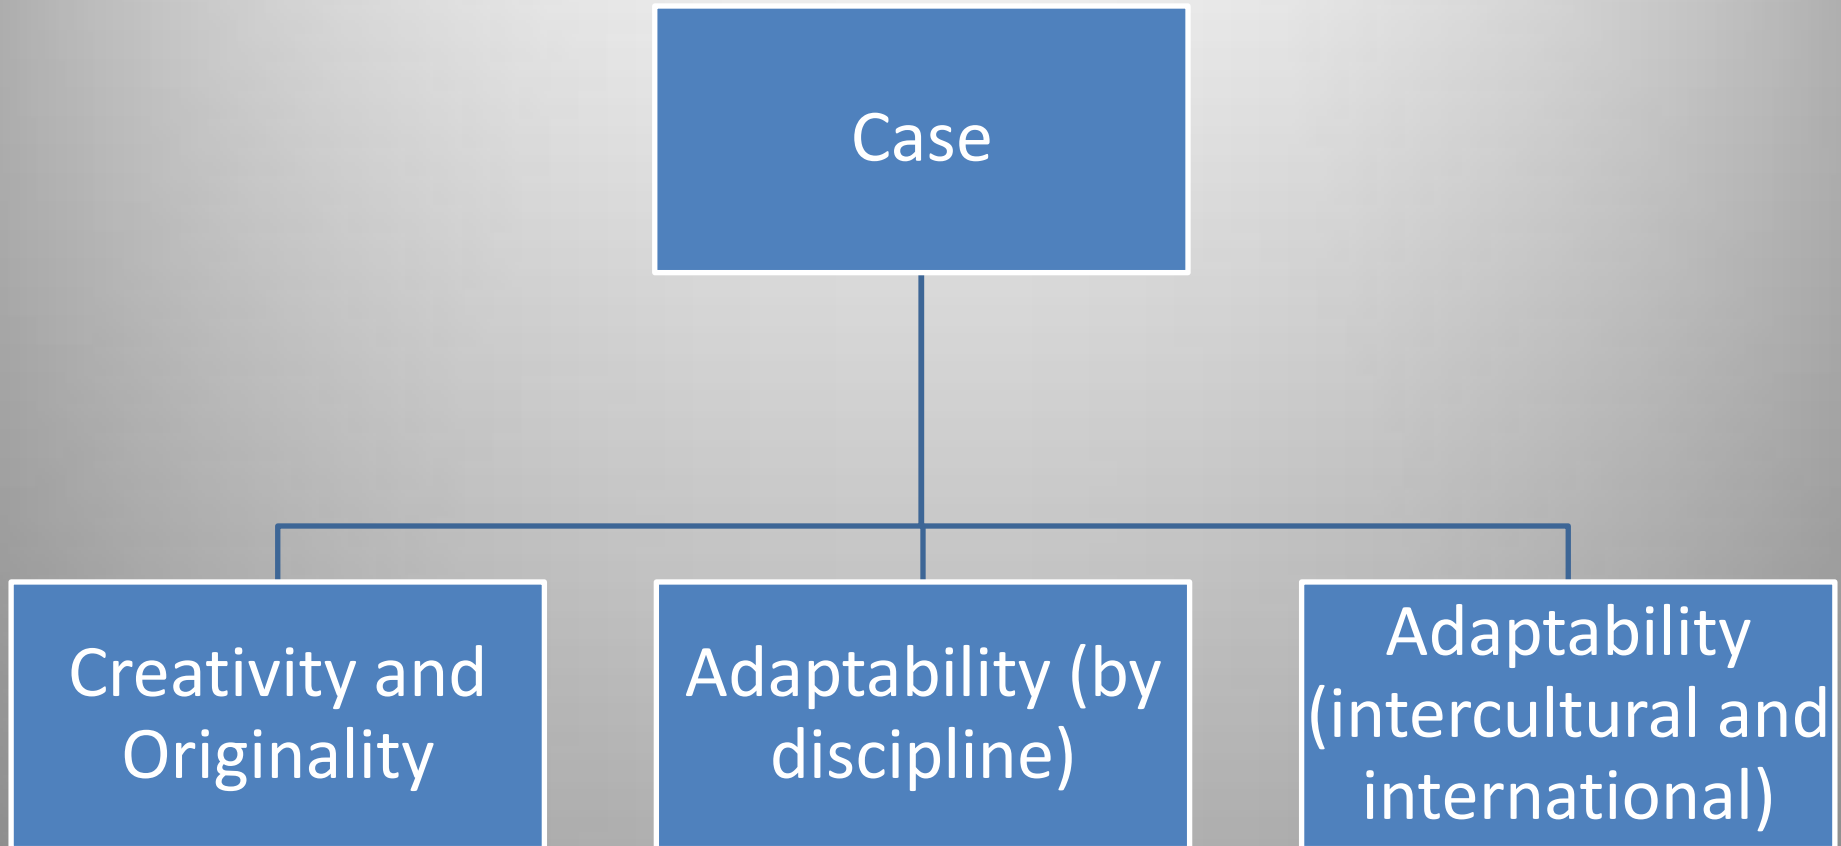 Case
Creativity and
Originality
Adaptability (by
discipline)
Adaptability
(intercultural and
international)